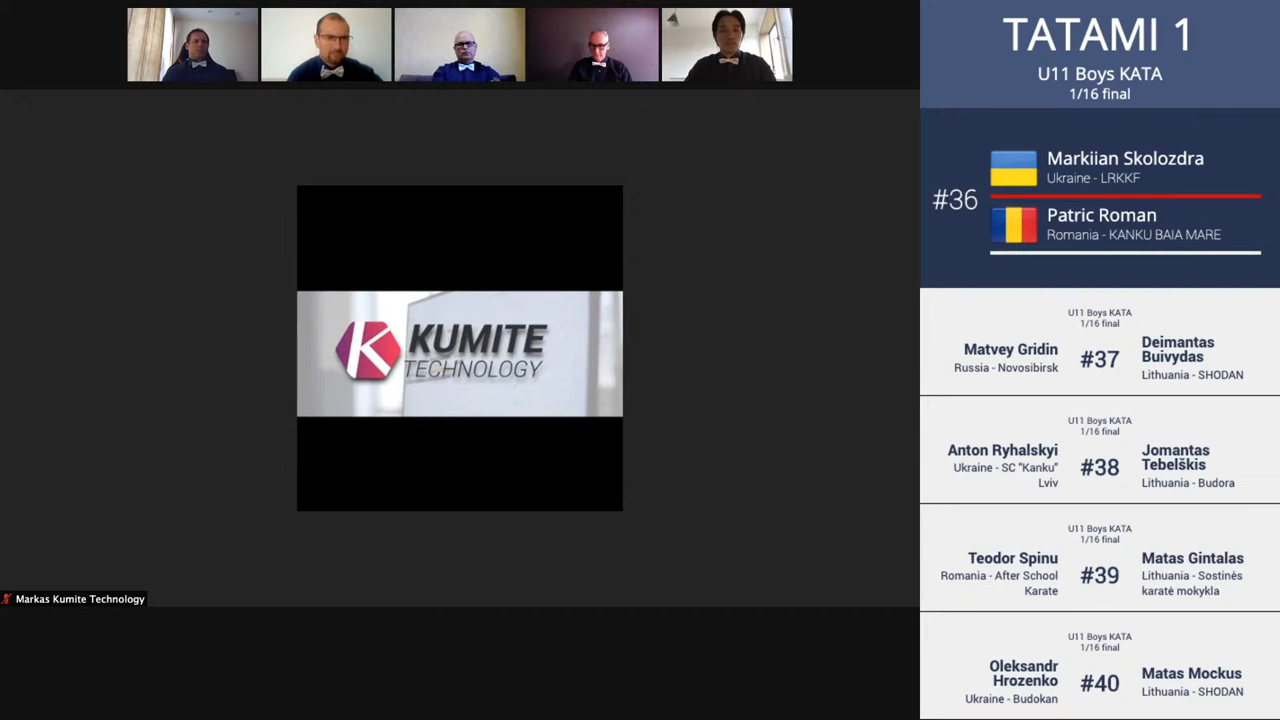 TATAMI 1
U11 Boys KATA
1/16 final
#36
Markiian Skolozdra
Ukraine - LRKKF
Patric Roman
Romania - KANKU BAIA MARE
KUMITE
TECHNOLOGY
U11 Boys KATA
1/16 final
Matvey Gridin
Russia - Novosibirsk
#37
Deimantas
Buivydas
Lithuania - SHODAN
U11 Boys KATA
1/16 final
Anton Ryhalskyi
Ukraine - SC "Kanku"
Lviv
#38
Jomantas
Tebelškis
Lithuania - Budora
U11 Boys KATA
1/16 final
Teodor Spinu
Romania - After School
Karate
#39
Matas Gintalas
Lithuania - Sostinės
karatė mokykla
Markas Kumite Technology
U11 Boys KATA
1/16 final
Oleksandr
Hrozenko
Ukraine - Budokan
#40
Matas Mockus
Lithuania - SHODAN